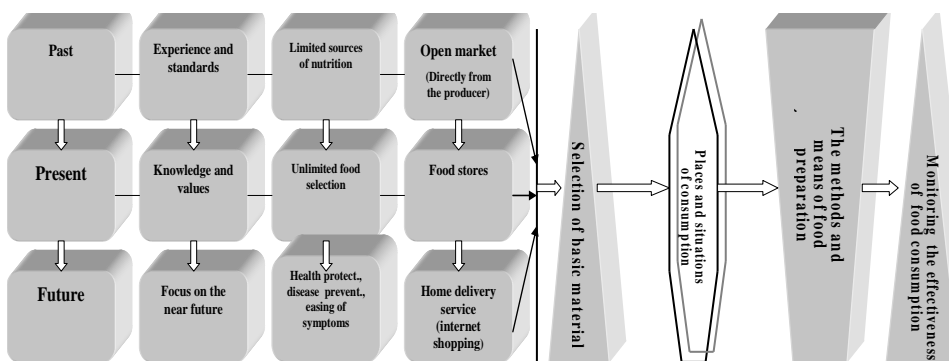 Past
Experience and
standards
Limited sources
of nutrition
Open market
(Directly from
the producer)
Present
Knowledge and
values
Unlimited food
selection
Food stores
Future
Focus on the
near future
Health protect.,
disease prevent.,
easing of
symptoms
Home delivery
service
(internet
shopping)
Selection of basic material
Places and situations
of consumption
The methods and
means of food
preparation
Monitoring the effectiveness
of food consumption